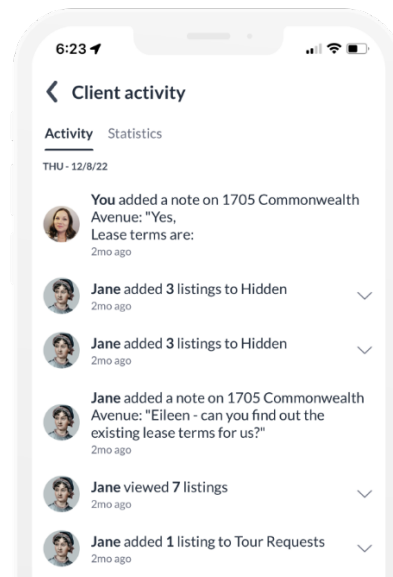 6:23
Client activity
Activity Statistics
THU - 12/8/22
You added a note on 1705 Commonwealth
Avenue: "Yes,
Lease terms are:
2mo ago
Jane added 3 listings to Hidden
2mo ago
Jane added 3 listings to Hidden
2mo ago
Jane added a note on 1705 Commonwealth
Avenue: "Eileen - can you find out the
existing lease terms for us?"
2mo ago
Jane viewed 7 listings
2mo ago
Jane added 1 listing to Tour Requests
2mo ago